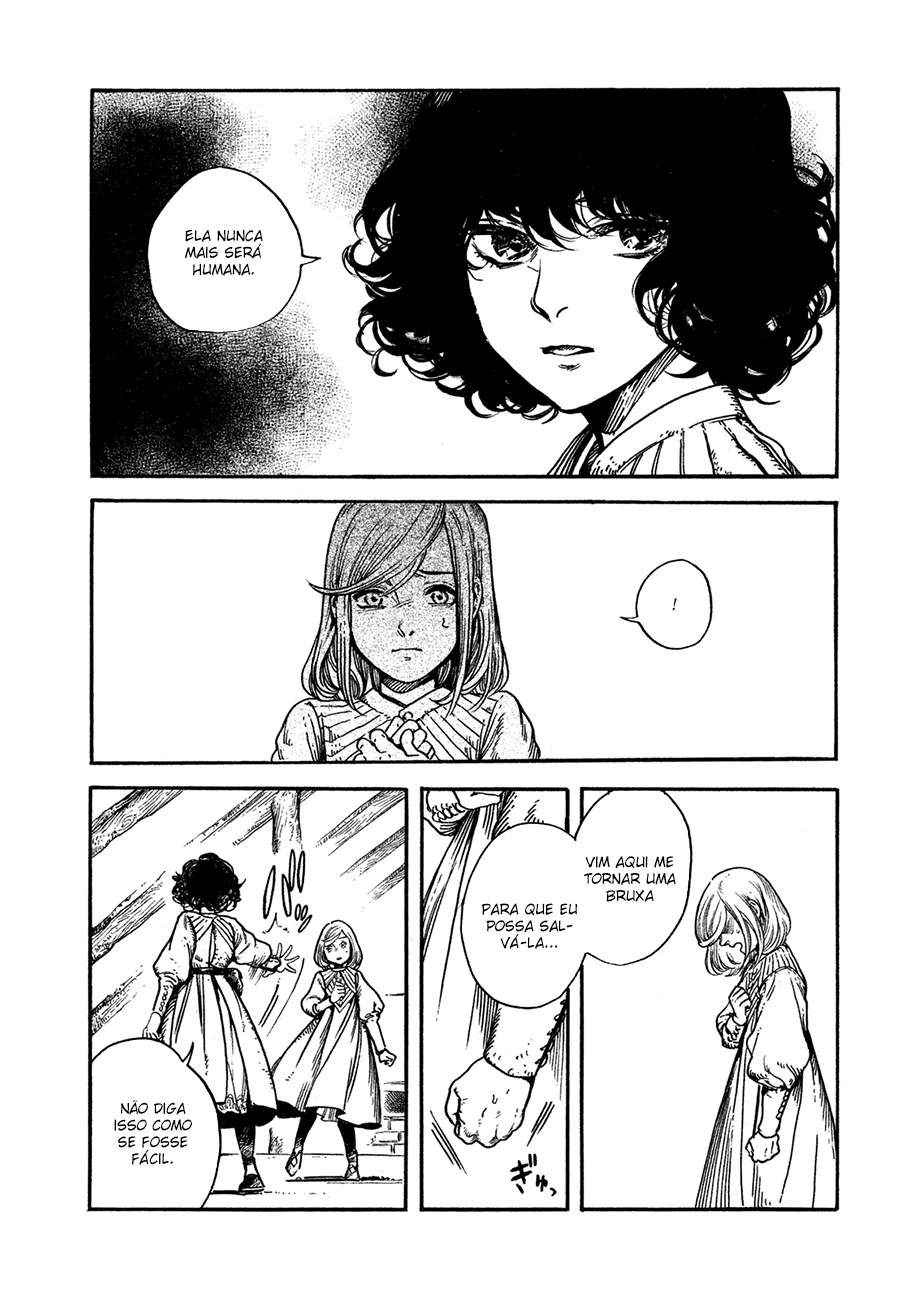 ELA NUNCA
MAIS SERÁ
HUMANA.
!
VIM AQUI ME
TORNAR UMA
BRUXA
PARA QUE EU
POSSA SAL-
VÁ-LA...
ぎゅっ
NÃO DIGA
ISSO COMO
SE FOSSE
FÁCIL.